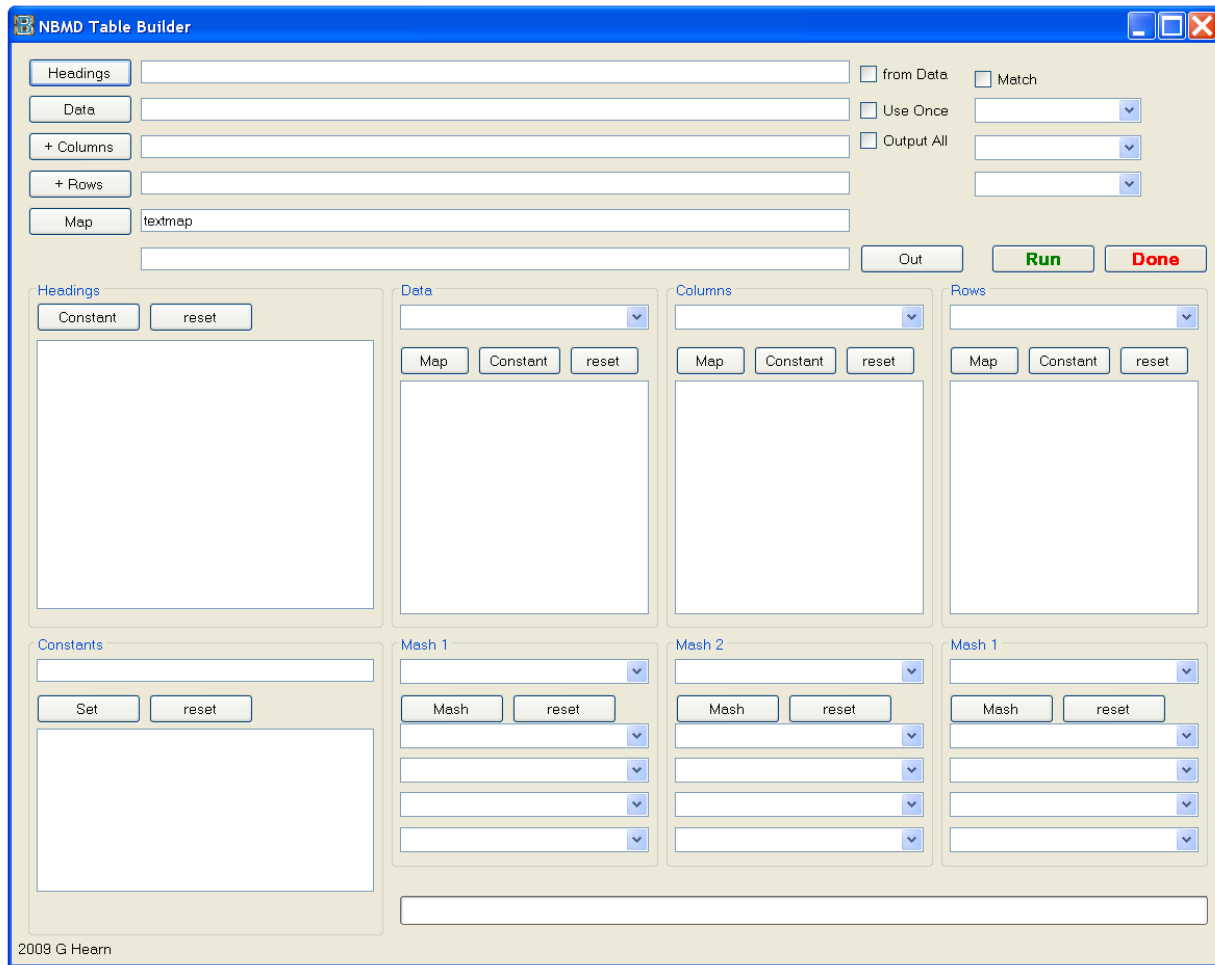 NBMD Table Builder
Headings from Data Match
Data Use Once
+ Columns Output All
+ Rows
Map textmap
Out Run Done
Headings Data Columns Rows
Constant reset
Map Constant reset Map Constant reset Map Constant reset
Constants Mash 1 Mash 2 Mash 1
Set reset Mash reset Mash reset Mash reset
2009 G Hearn